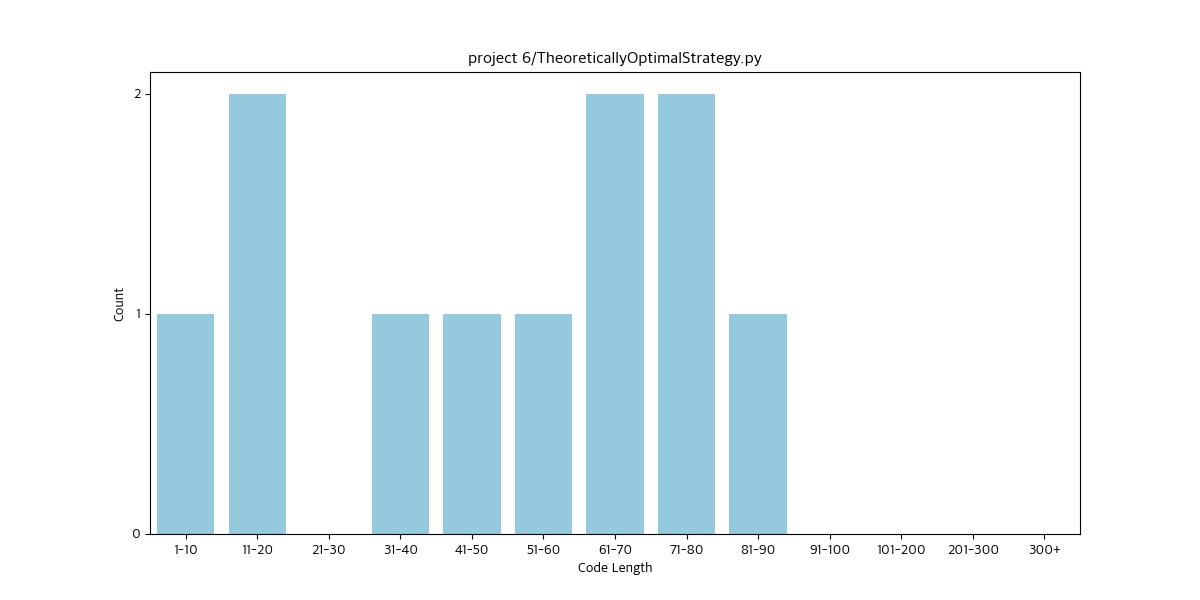 project 6/TheoreticallyOptimalStrategy.py
2
1
0
Count
1-10 11-20 21-30 31-40 41-50 51-60 61-70 71-80 81-90 91-100 101-200 201-300 300+
Code Length